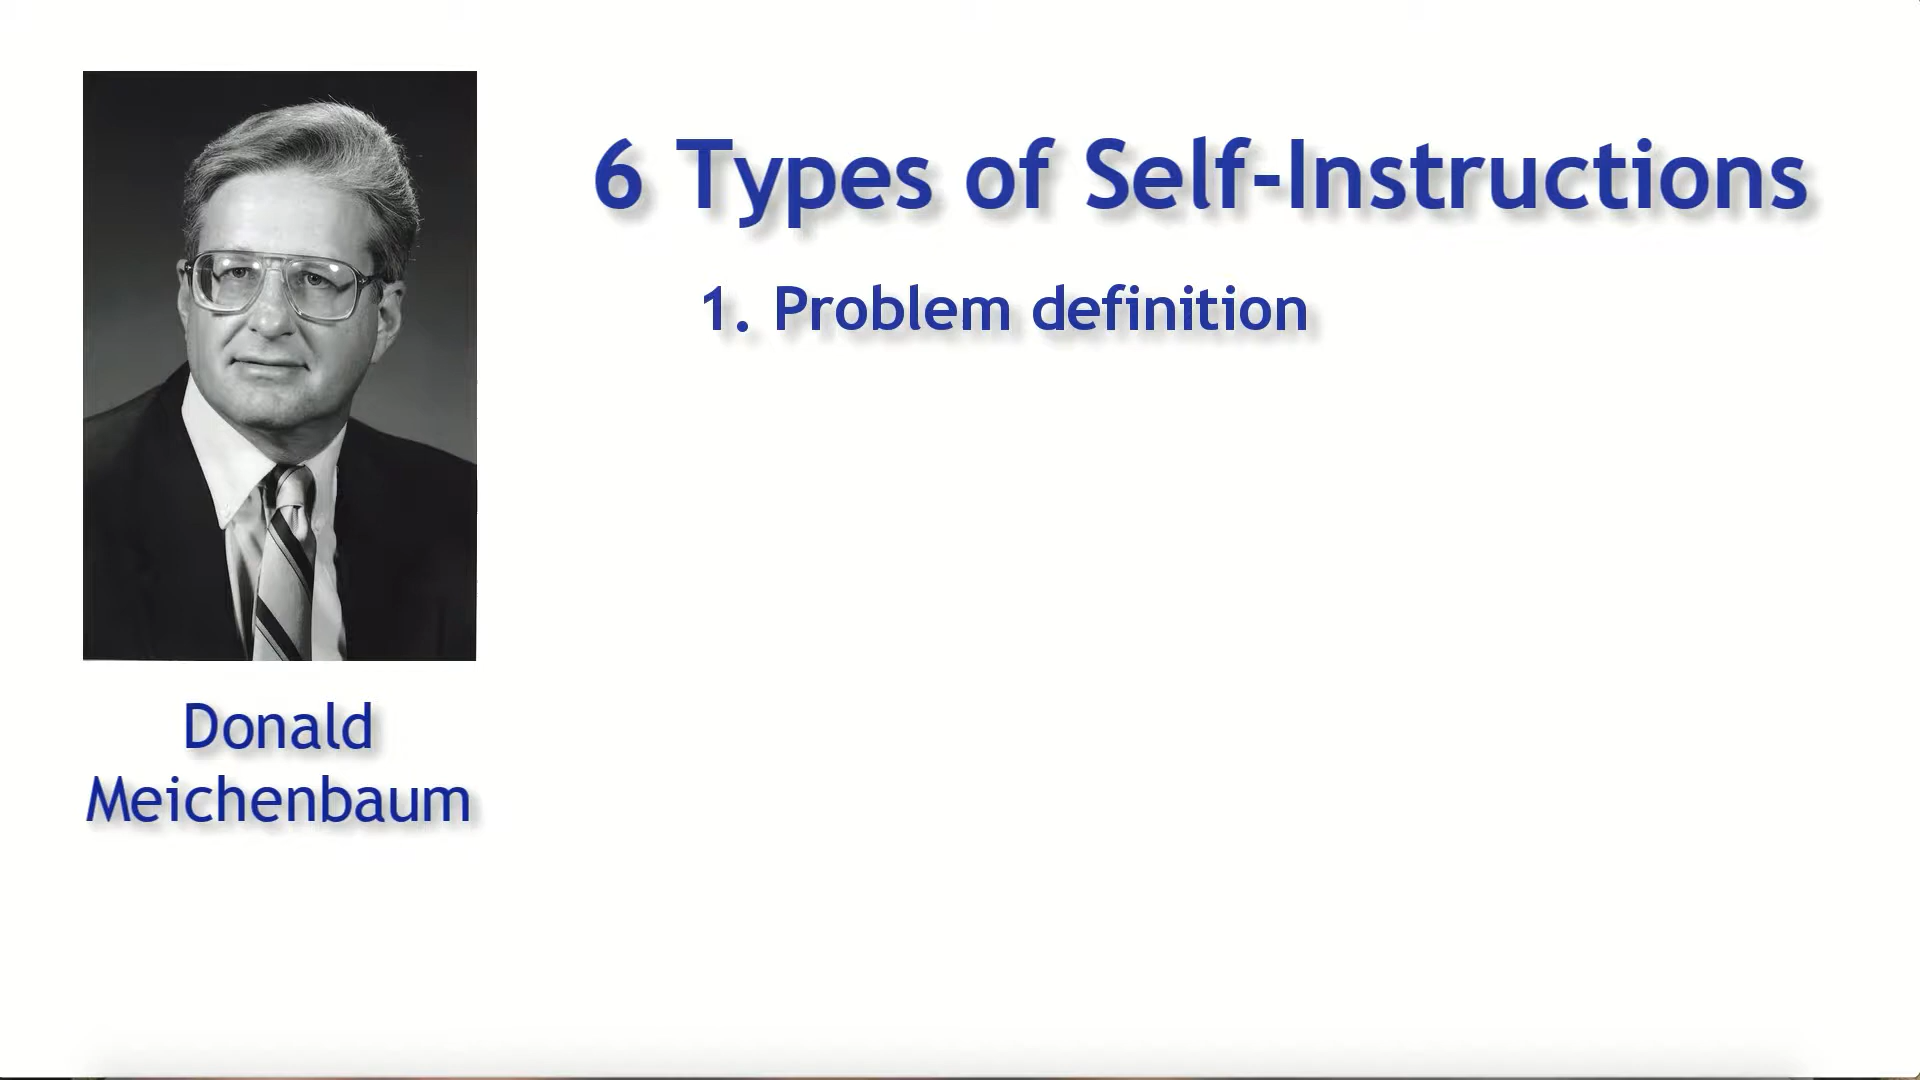 6 Types of Self-Instructions
1. Problem definition
Donald
Meichenbaum